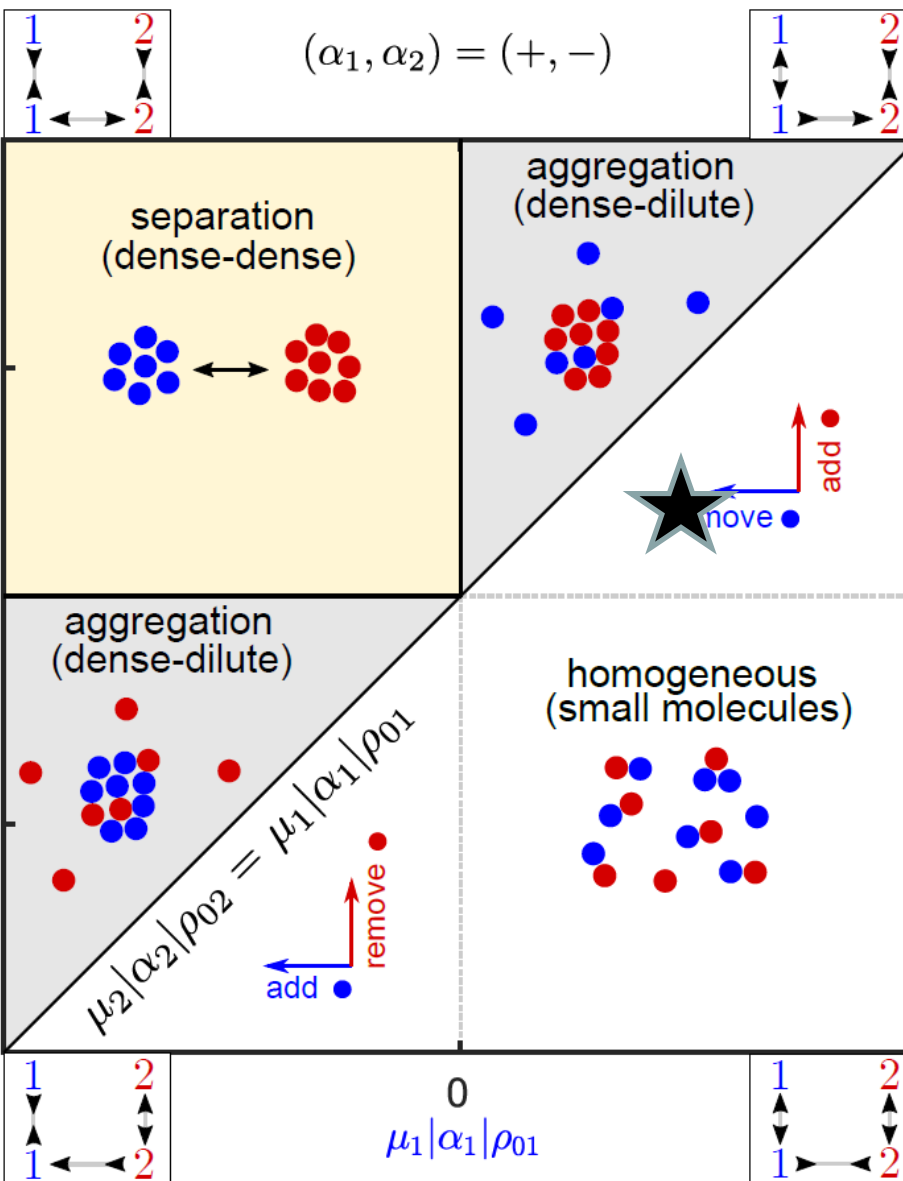 1 2
1 2
(α₁, α₂) = (+, −)
1 2
1 2
separation
(dense-dense)
aggregation
(dense-dilute)
add
move
aggregation
(dense-dilute)
homogeneous
(small molecules)
μ₂|α₂|ρ₀₂ = μ₁|α₁|ρ₀₁
remove
add
1 2
1 2
0
μ₁|α₁|ρ₀₁
1 2
1 2